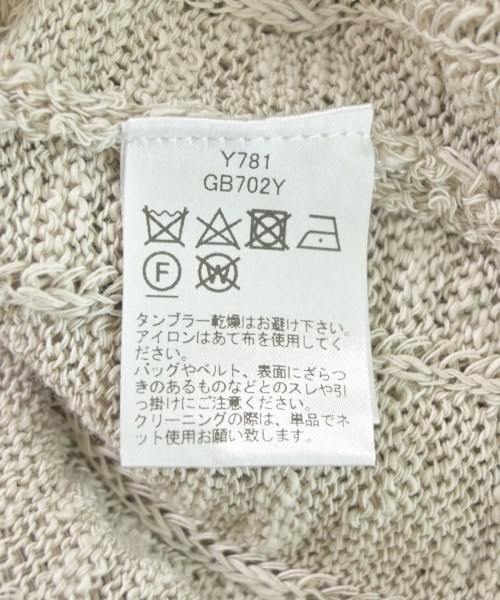 Y781
GB702Y
F
W
タンブラー乾燥はお避け下さい。
アイロンはあて布を使用してく
ださい。
バッグやベルト、表面にざらつ
きのあるものなどとのスレや引
っ掛けにご注意ください。
クリーニングの際は、単品でネ
ット使用お願い致します。